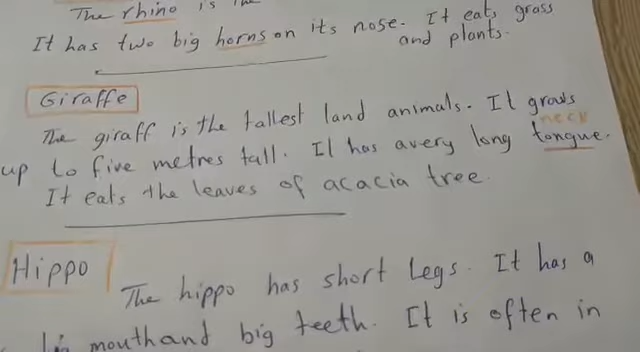 The rhino is the
It has two big horns on its nose. It eats grass
and plants.
Giraffe
The giraff is the tallest land animals. It grows
neck
up to five metres tall. It has avery long tongue.
It eats the leaves of acacia tree.
Hippo
The hippo has short Legs. It has a
big mouthand big teeth. It is often in